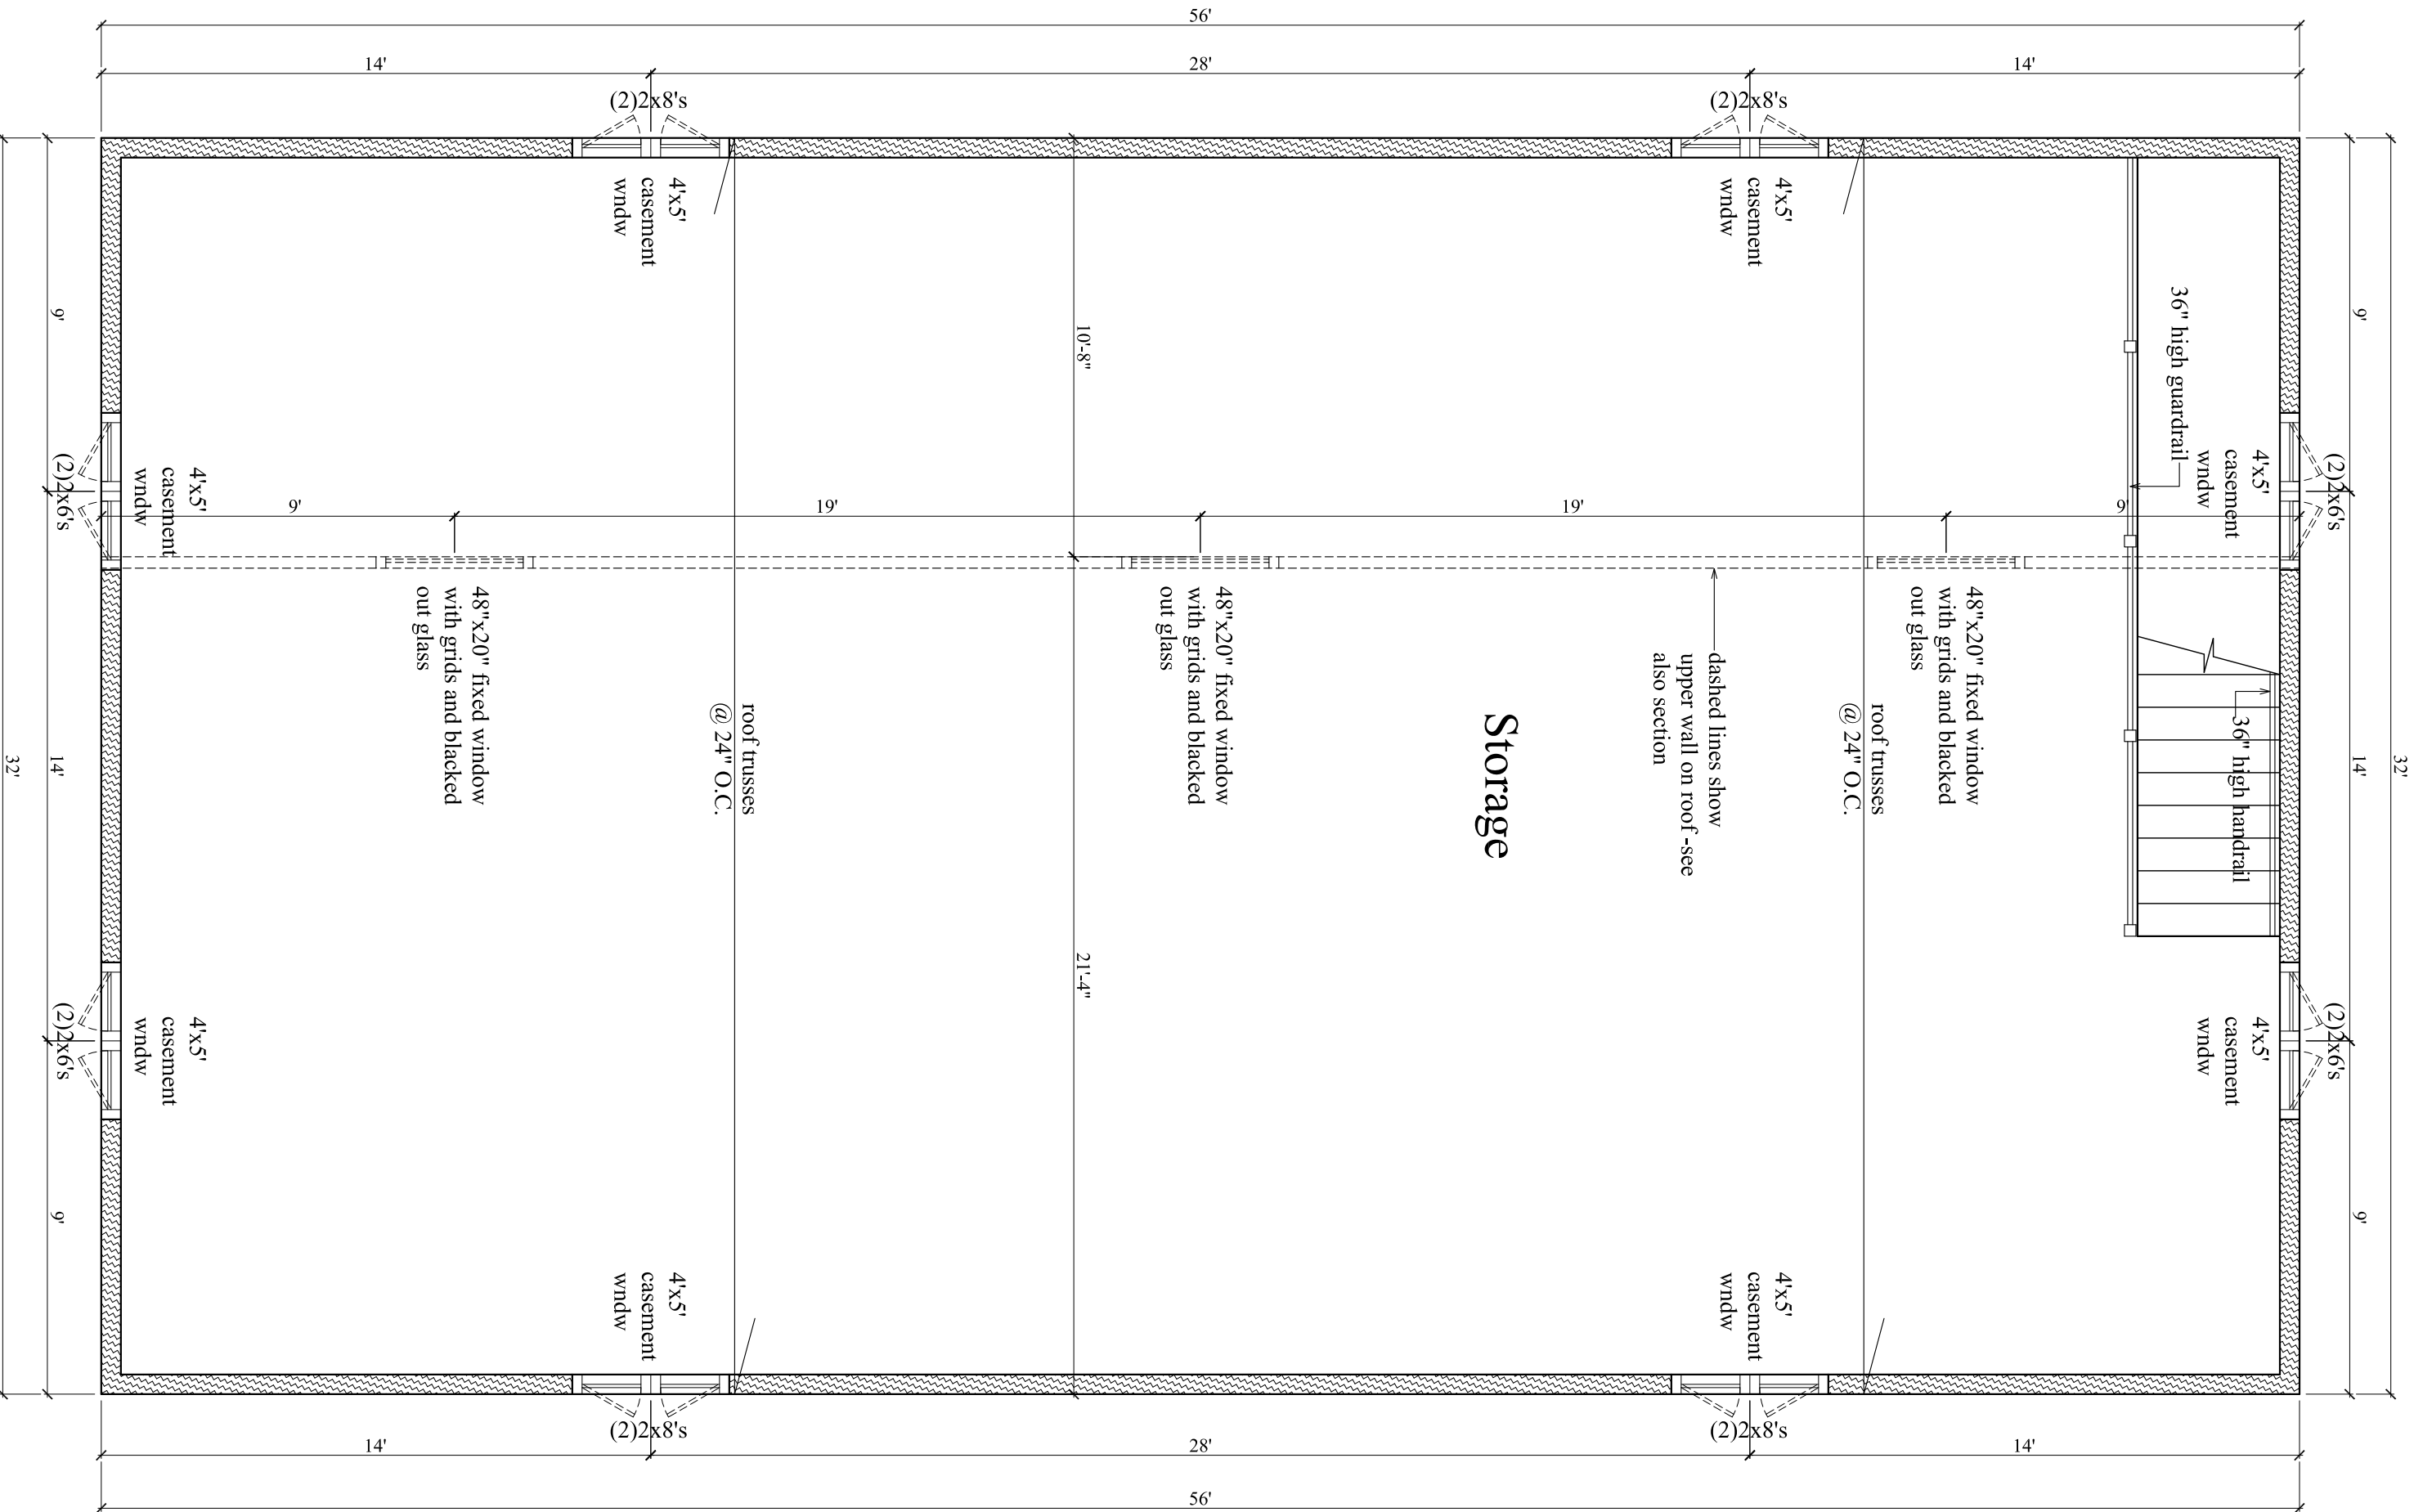 56'
14'
28'
14'
(2)2x8's
(2)2x8's
4'x5'
casement
wndw
4'x5'
casement
wndw
36" high guardrail
9'
9'
10'-8"
(2)2x6's
4'x5'
casement
wndw
4'x5'
casement
wndw
(2)2x6's
9'
19'
19'
9'
48"x20" fixed window
with grids and blacked
out glass
48"x20" fixed window
with grids and blacked
out glass
48"x20" fixed window
with grids and blacked
out glass
dashed lines show
upper wall on roof -see
also section
roof trusses
@ 24" O.C.
roof trusses
@ 24" O.C.
Storage
36" high handrail
32'
14'
14'
32'
21'-4"
(2)2x6's
4'x5'
casement
wndw
4'x5'
casement
wndw
(2)2x6's
9'
9'
4'x5'
casement
wndw
4'x5'
casement
wndw
(2)2x8's
(2)2x8's
14'
28'
14'
56'